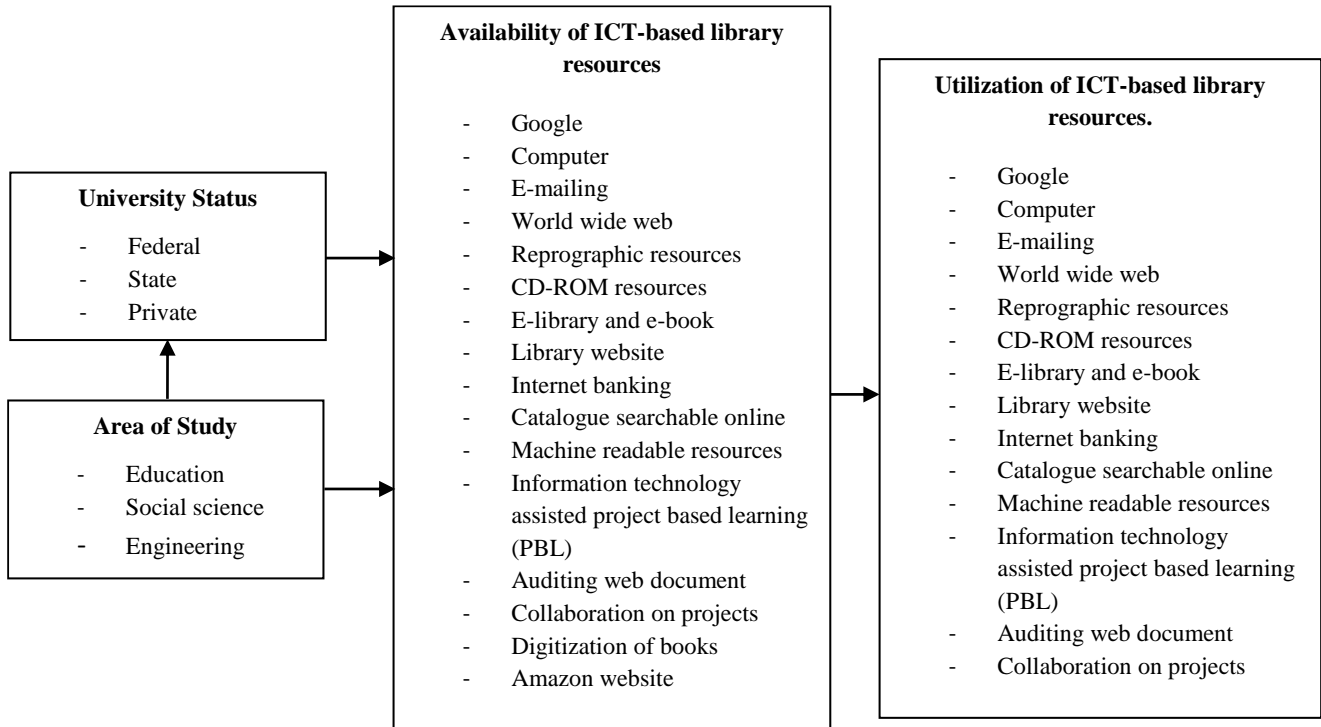 University Status
- Federal
- State
- Private
Area of Study
- Education
- Social science
- Engineering
Availability of ICT-based library
resources
- Google
- Computer
- E-mailing
- World wide web
- Reprographic resources
- CD-ROM resources
- E-library and e-book
- Library website
- Internet banking
- Catalogue searchable online
- Machine readable resources
- Information technology
assisted project based learning
(PBL)
- Auditing web document
- Collaboration on projects
- Digitization of books
- Amazon website
Utilization of ICT-based library
resources.
- Google
- Computer
- E-mailing
- World wide web
- Reprographic resources
- CD-ROM resources
- E-library and e-book
- Library website
- Internet banking
- Catalogue searchable online
- Machine readable resources
- Information technology
assisted project based learning
(PBL)
- Auditing web document
- Collaboration on projects